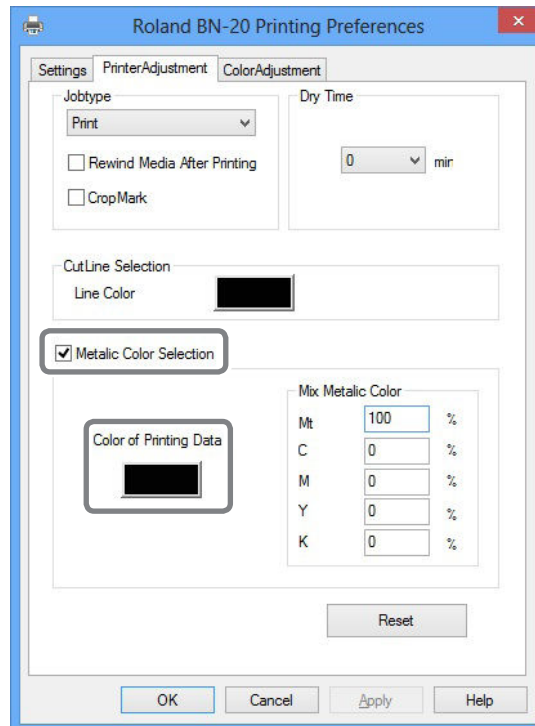 Roland BN-20 Printing Preferences
Settings PrinterAdjustment ColorAdjustment
Jobtype
Print
Rewind Media After Printing
CropMark
Dry Time
0 min
CutLine Selection
Line Color
Metalic Color Selection
Color of Printing Data
Mix Metalic Color
Mt 100 %
C 0 %
M 0 %
Y 0 %
K 0 %
Reset
OK Cancel Apply Help